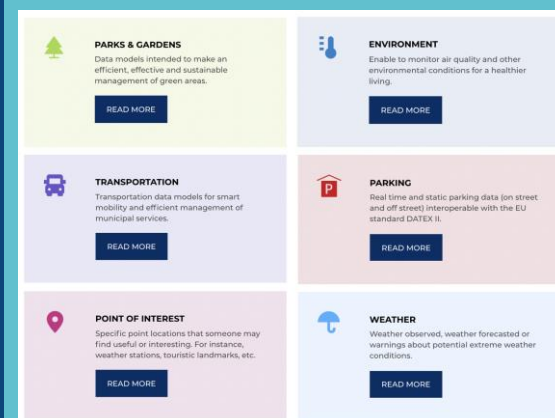 PARKS & GARDENS
Data models intended to make an
efficient, effective and sustainable
management of green areas.
READ MORE
ENVIRONMENT
Enable to monitor air quality and other
environmental conditions for a healthier
living.
READ MORE
TRANSPORTATION
Transportation data models for smart
mobility and efficient management of
municipal services.
READ MORE
P
PARKING
Real time and static parking data (on street
and off street) interoperable with the EU
standard DATEX II.
READ MORE
POINT OF INTEREST
Specific point locations that someone may
find useful or interesting. For instance,
weather stations, touristic landmarks, etc.
READ MORE
WEATHER
Weather observed, weather forecasted or
warnings about potential extreme weather
conditions.
READ MORE